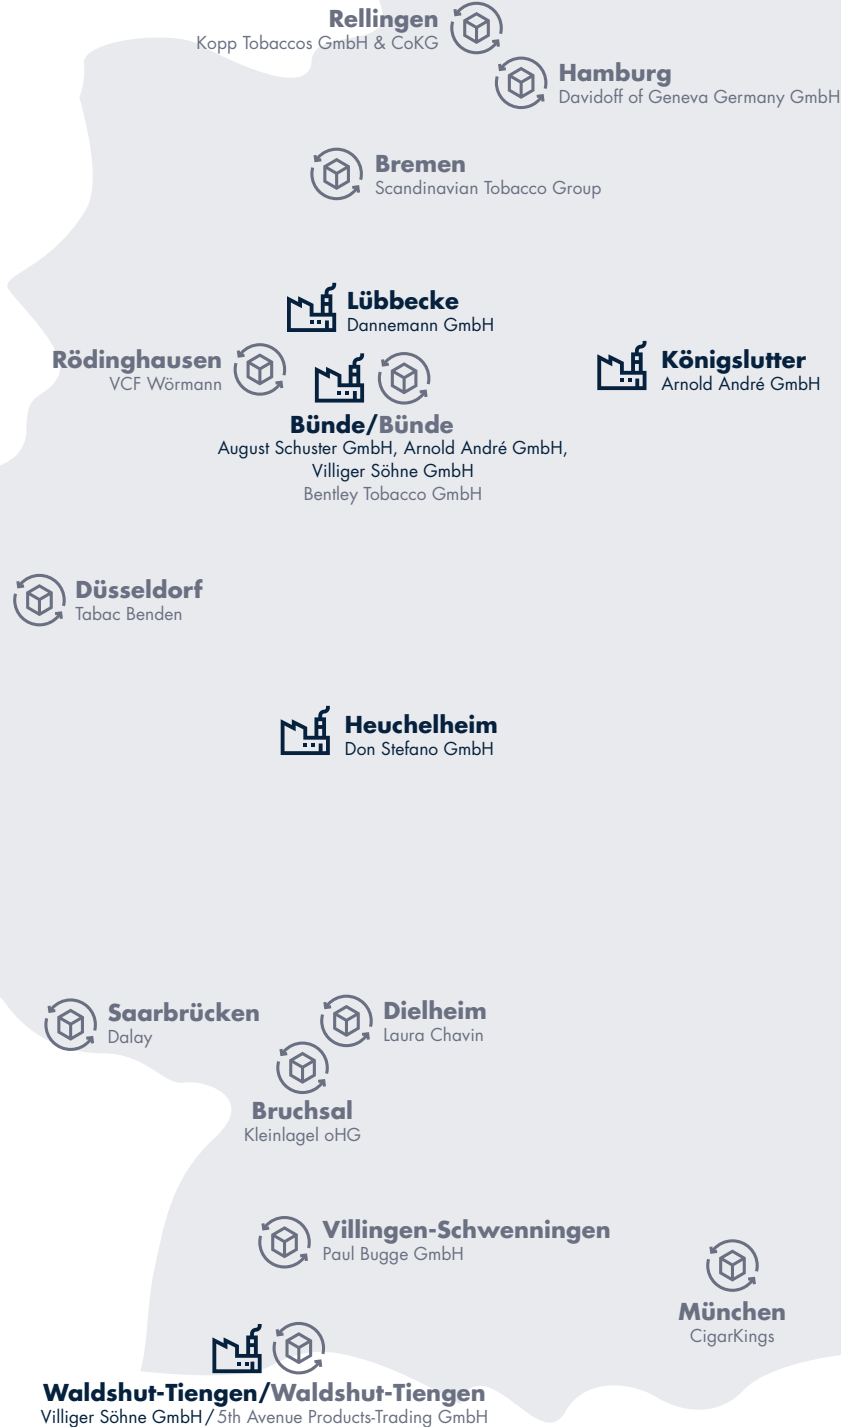 Rellingen
Kopp Tobaccos GmbH & CoKG
Hamburg
Davidoff of Geneva Germany GmbH
Bremen
Scandinavian Tobacco Group
Lübbecke
Dannemann GmbH
Rödinghausen
VCF Wörmann
Königslutter
Arnold André GmbH
Bünde/Bünde
August Schuster GmbH, Arnold André GmbH,
Villiger Söhne GmbH
Bentley Tobacco GmbH
Düsseldorf
Tabac Benden
Heuchelheim
Don Stefano GmbH
Saarbrücken
Dalay
Dielheim
Laura Chavin
Bruchsal
Kleinlagel oHG
Villingen-Schwenningen
Paul Bugge GmbH
München
CigarKings
Waldshut-Tiengen/Waldshut-Tiengen
Villiger Söhne GmbH/5th Avenue Products-Trading GmbH